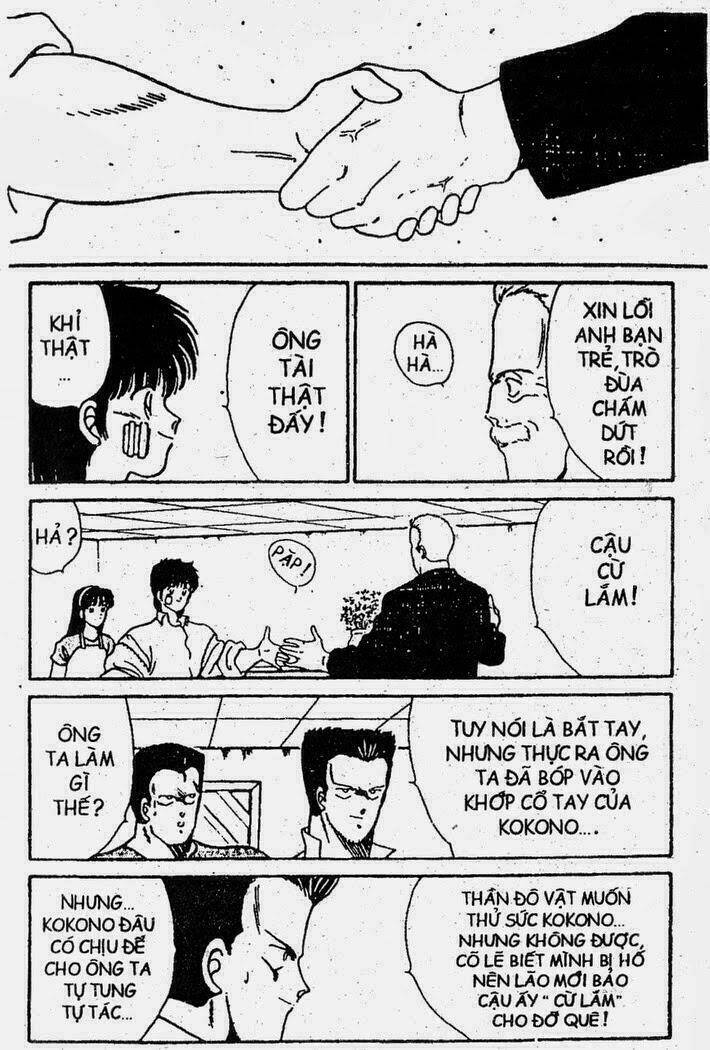 XIN LỖI
ANH BẠN
TRẺ, TRÒ
ĐÙA
CHẤM
DỨT
RỒI!
HÀ
HÀ...
ÔNG
TÀI
THẬT
ĐẤY!
KHỈ
THẬT
...
CẬU
CỪ
LẮM!
PẶP!
HẢ?
TUY NÓI LÀ BẮT TAY,
NHƯNG THỰC RA ÔNG
TA ĐÃ BÓP VÀO
KHỚP CỔ TAY CỦA
KOKONO....
ÔNG
TA LÀM
GÌ
THẾ?
THẦN ĐÔ VẬT MUỐN
THỬ SỨC KOKONO...
NHƯNG KHÔNG ĐƯỢC,
CÓ LẼ BIẾT MÌNH BỊ HỐ
NÊN LÃO MỚI BẢO
CẬU ẤY " CỪ LẮM"
CHO ĐỠ QUÊ!
NHƯNG...
KOKONO ĐÂU
CÓ CHỊU ĐỂ
CHO ÔNG TA
TỰ TUNG
TỰ TÁC...